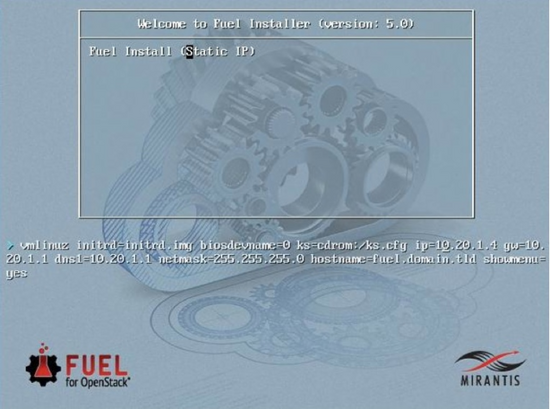 Welcome to Fuel Installer (version: 5.0)
Fuel Install (Static IP)
> vmlinuz initrd=initrd.img biosdevname=0 ks=cdrom:/ks.cfg ip=10.20.1.4 gw=10.
20.1.1 dns1=10.20.1.1 netmask=255.255.255.0 hostname=fuel.domain.tld showmenu=
yes
FUEL
for OpenStack
MIRANTIS